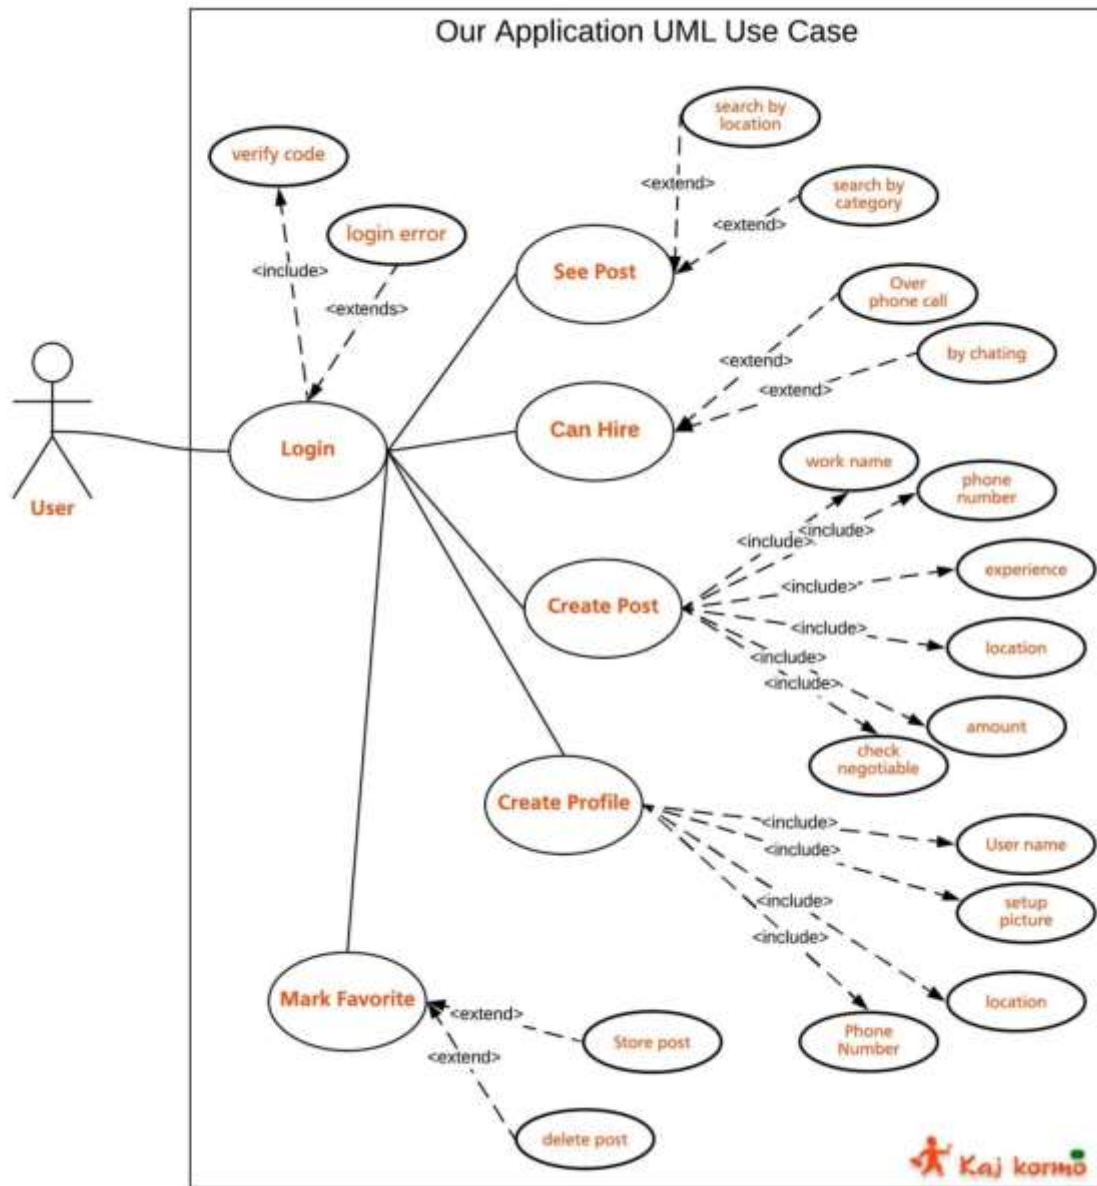 Our Application UML Use Case
search by
location
verify code
<extend>
search by
category
login error
<extend>
<include>
See Post
Over
phone call
<extends>
by chating
<extend>
<extend>
Can Hire
Login
work name
phone
number
User
<include>
<include>
experience
<include>
Create Post
<include>
location
<include>
<include>
amount
check
negotiable
Create Profile
<include>
User name
<include>
setup
picture
<include>
<include>
Mark Favorite
location
<extend>
Store post
Phone
Number
<extend>
delete post
Kaj kormo